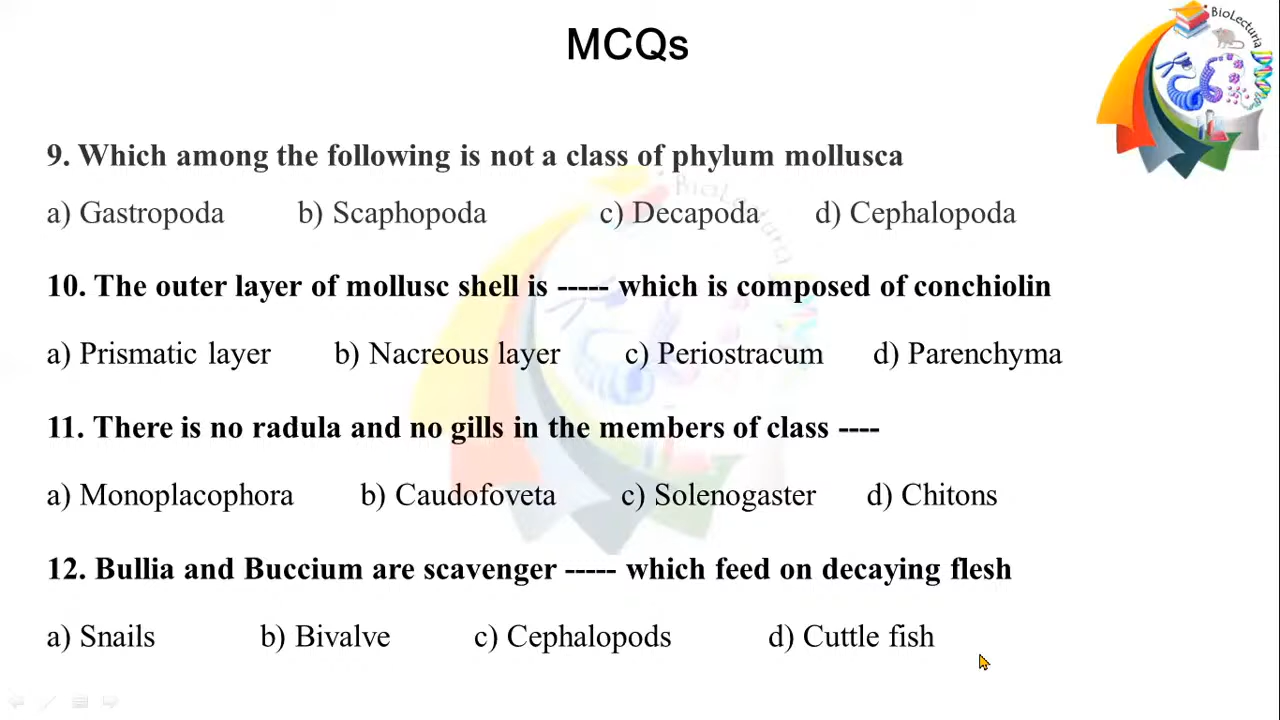 MCQs
BioLecturia
9. Which among the following is not a class of phylum mollusca
a) Gastropoda b) Scaphopoda c) Decapoda d) Cephalopoda
BioLecturia
10. The outer layer of mollusc shell is ----- which is composed of conchiolin
a) Prismatic layer b) Nacreous layer c) Periostracum d) Parenchyma
11. There is no radula and no gills in the members of class ----
a) Monoplacophora b) Caudofoveta c) Solenogaster d) Chitons
12. Bullia and Buccium are scavenger ----- which feed on decaying flesh
a) Snails b) Bivalve c) Cephalopods d) Cuttle fish